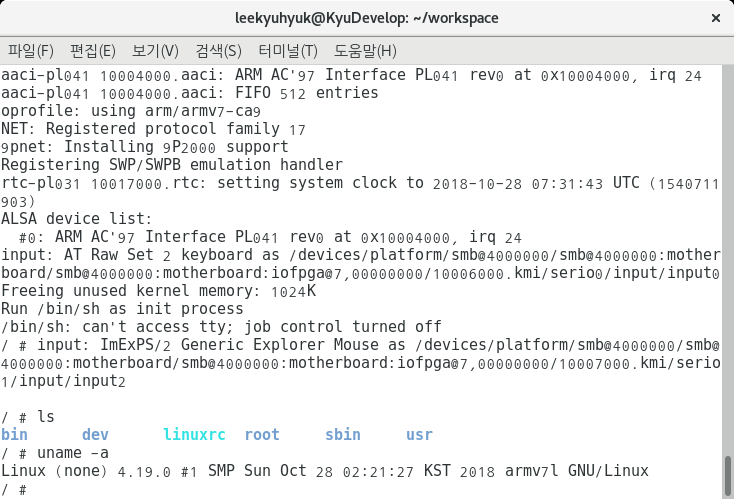 leekyuhyuk@KyuDevelop: ~/workspace
파일(F) 편집(E) 보기(V) 검색(S) 터미널(T) 도움말(H)
aaci-pl041 10004000.aaci: ARM AC'97 Interface PL041 rev0 at 0x10004000, irq 24
aaci-pl041 10004000.aaci: FIFO 512 entries
oprofile: using arm/armv7-ca9
NET: Registered protocol family 17
9pnet: Installing 9P2000 support
Registering SWP/SWPB emulation handler
rtc-pl031 10017000.rtc: setting system clock to 2018-10-28 07:31:43 UTC (1540711
903)
ALSA device list:
  #0: ARM AC'97 Interface PL041 rev0 at 0x10004000, irq 24
input: AT Raw Set 2 keyboard as /devices/platform/smb@4000000/smb@4000000:mother
board/smb@4000000:motherboard:iofpga@7,00000000/10006000.kmi/serio0/input/input0
Freeing unused kernel memory: 1024K
Run /bin/sh as init process
/bin/sh: can't access tty; job control turned off
/ # input: ImExPS/2 Generic Explorer Mouse as /devices/platform/smb@4000000/smb@
4000000:motherboard/smb@4000000:motherboard:iofpga@7,00000000/10007000.kmi/serio
1/input/input2
/ # ls
bin      dev      linuxrc  root     sbin     usr
/ # uname -a
Linux (none) 4.19.0 #1 SMP Sun Oct 28 02:21:27 KST 2018 armv7l GNU/Linux
/ #